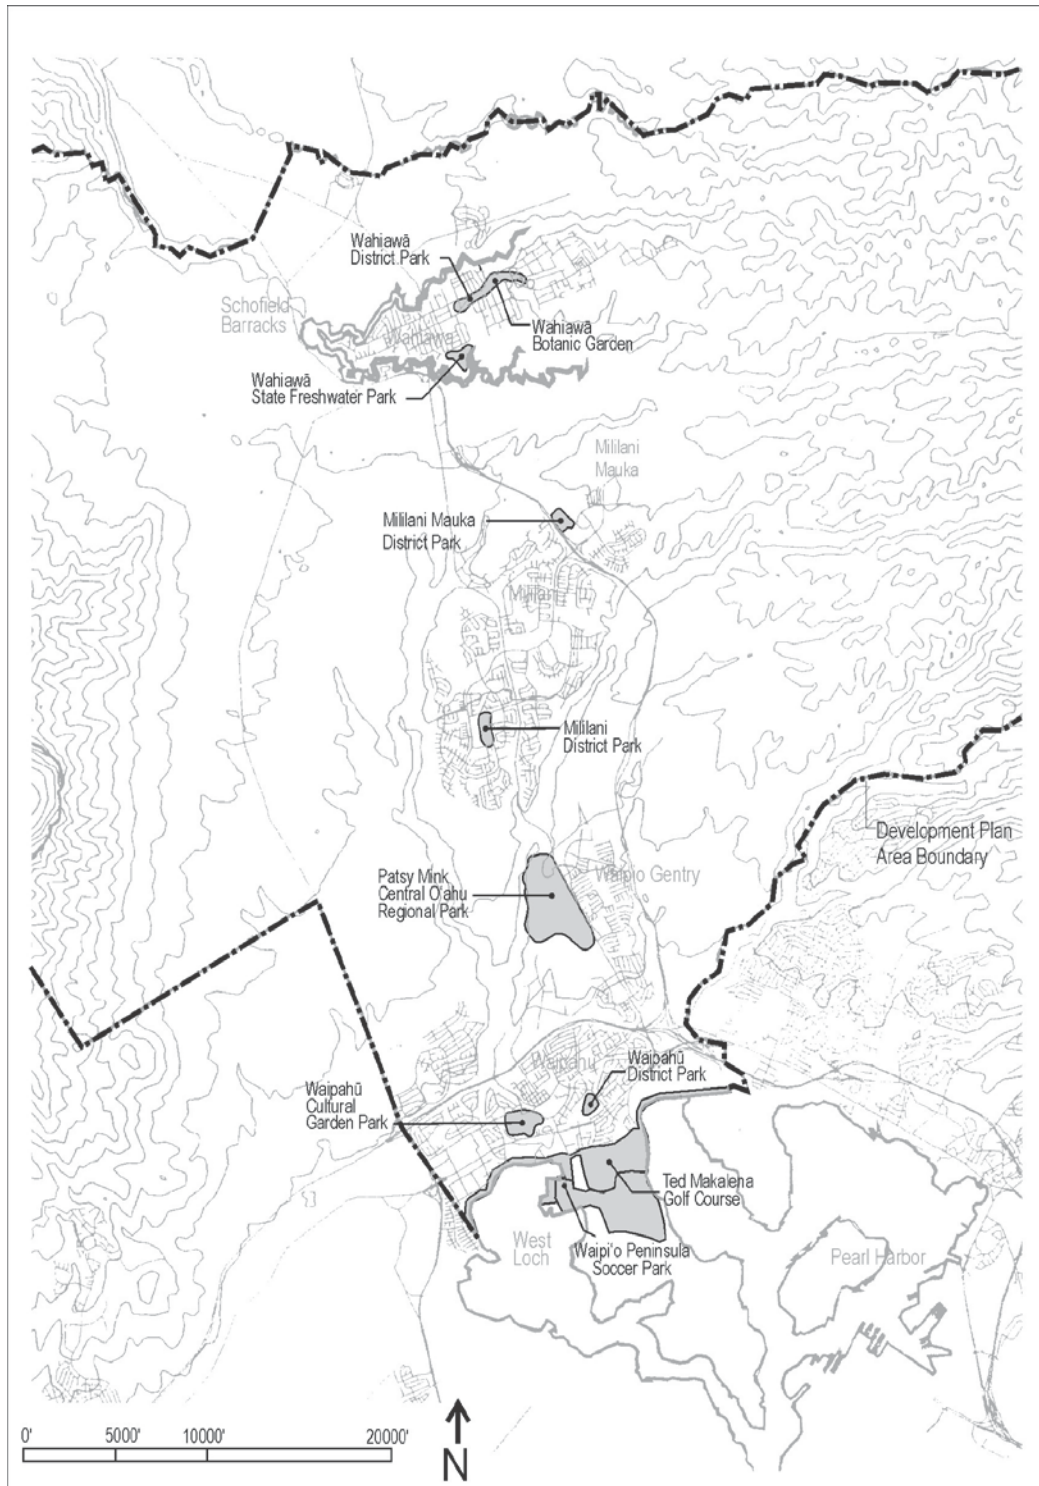 Wahiawā
District Park
Schofield
Barracks
Wahiawa
Wahiawā
Botanic Garden
Wahiawā
State Freshwater Park
Mililani
Mauka
Mililani Mauka
District Park
Mililani
Mililani
District Park
Development Plan
Area Boundary
Patsy Mink
Central O'ahu
Regional Park
Waipio Gentry
Waipahu
Waipahū
District Park
Waipahū
Cultural
Garden Park
Ted Makalena
Golf Course
West
Loch
Waipi'o Peninsula
Soccer Park
Pearl Harbor
0' 5000' 10000' 20000'
N